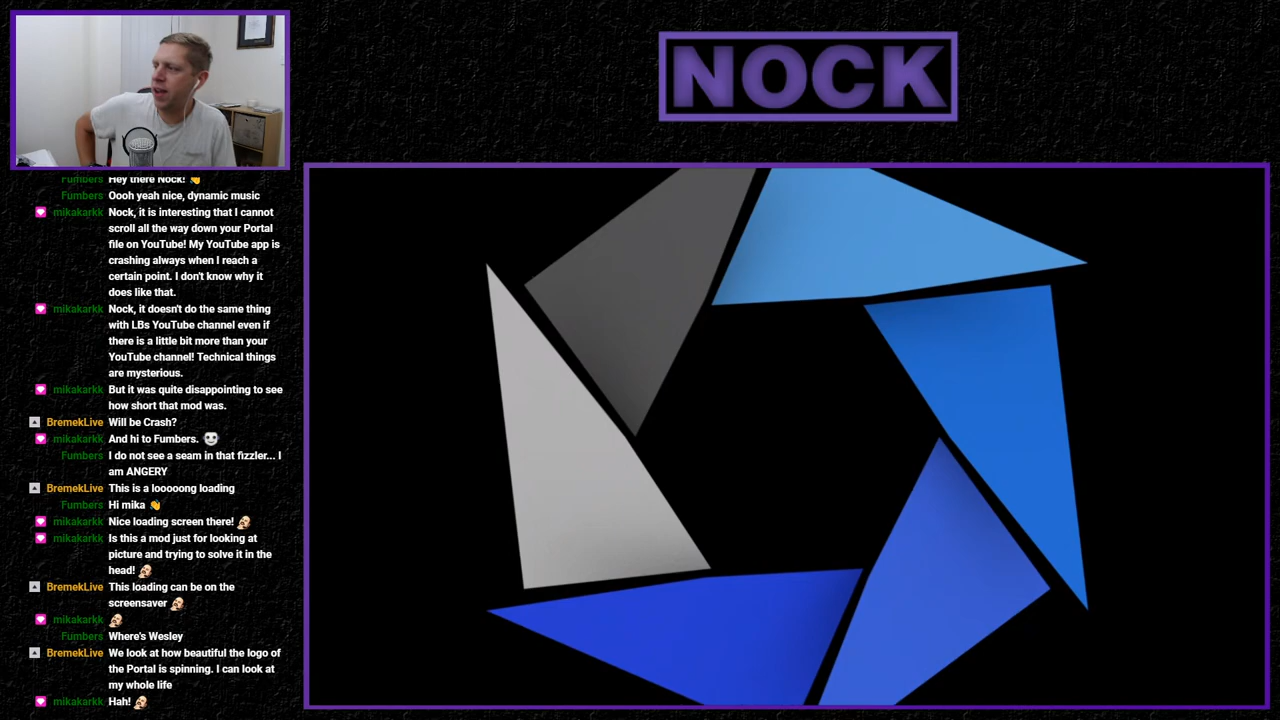 NOCK
Fumbers Hey there Nock!
Fumbers Oooh yeah nice, dynamic music
mikakarkk Nock, it is interesting that I cannot
scroll all the way down your Portal
file on YouTube! My YouTube app is
crashing always when I reach a
certain point. I don't know why it
does like that.
mikakarkk Nock, it doesn't do the same thing
with LBs YouTube channel even if
there is a little bit more than your
YouTube channel! Technical things
are mysterious.
mikakarkk But it was quite disappointing to see
how short that mod was.
BremekLive Will be Crash?
mikakarkk And hi to Fumbers.
Fumbers I do not see a seam in that fizzler... I
am ANGERY
BremekLive This is a looooong loading
Fumbers Hi mika
mikakarkk Nice loading screen there!
mikakarkk Is this a mod just for looking at
picture and trying to solve it in the
head!
BremekLive This loading can be on the
screensaver
mikakarkk
Fumbers Where's Wesley
BremekLive We look at how beautiful the logo of
the Portal is spinning. I can look at
my whole life
mikakarkk Hah!